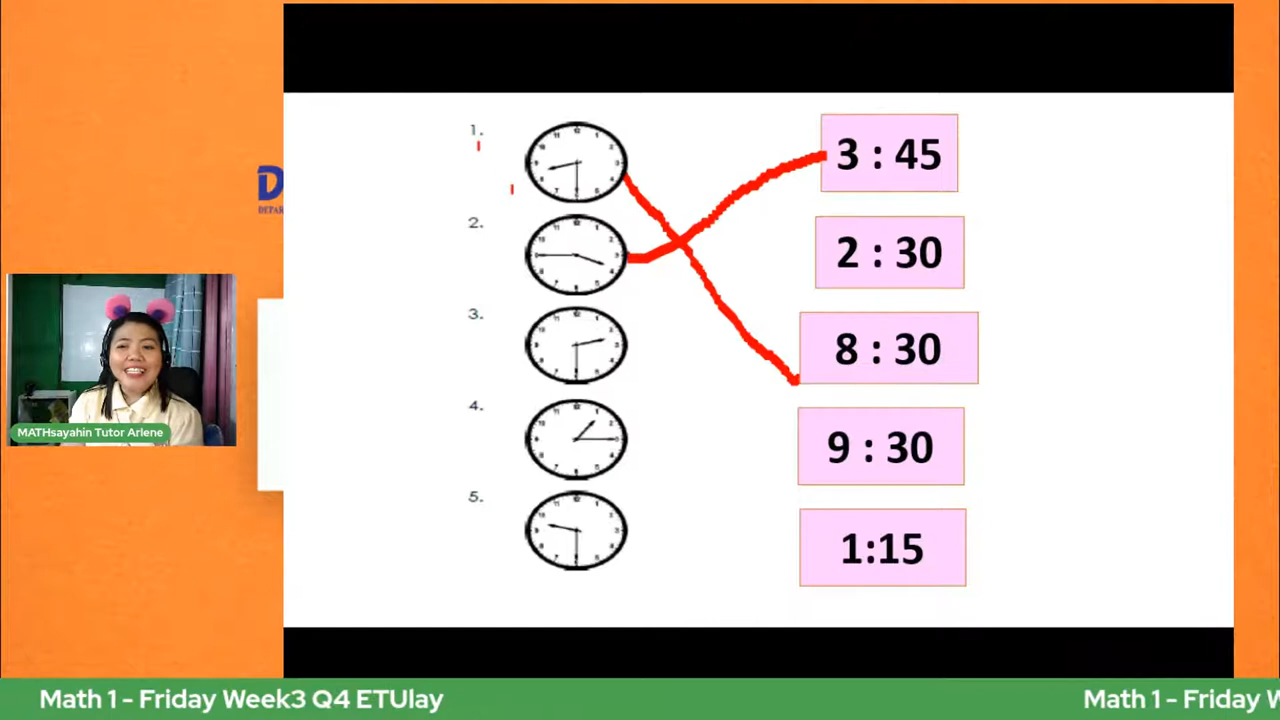 1.
3 : 45
2.
2 : 30
3.
8 : 30
4.
9 : 30
5.
1:15
D
DEPAR
MATHsayahin Tutor Arlene
Math 1 - Friday Week3 Q4 ETUlay
Math 1 - Friday W